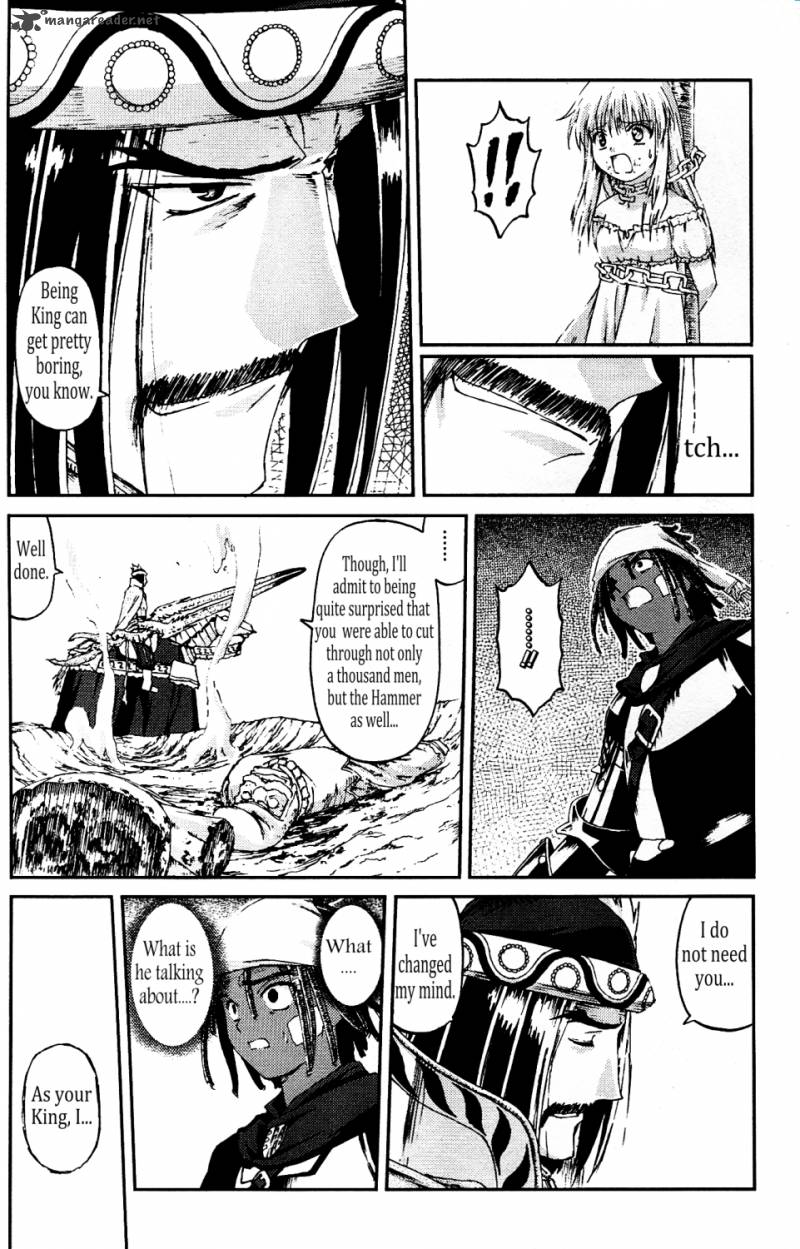 mangareader.net
!!
tch...
Being
King can
get pretty
boring,
you know.
......!!
......
Though, I'll
admit to being
quite surprised that
you were able to cut
through not only
a thousand men,
but the Hammer
as well...
Well
done.
I do
not need
you...
I've
changed
my mind.
What
....
What is
he talking
about....?
As your
King, I...